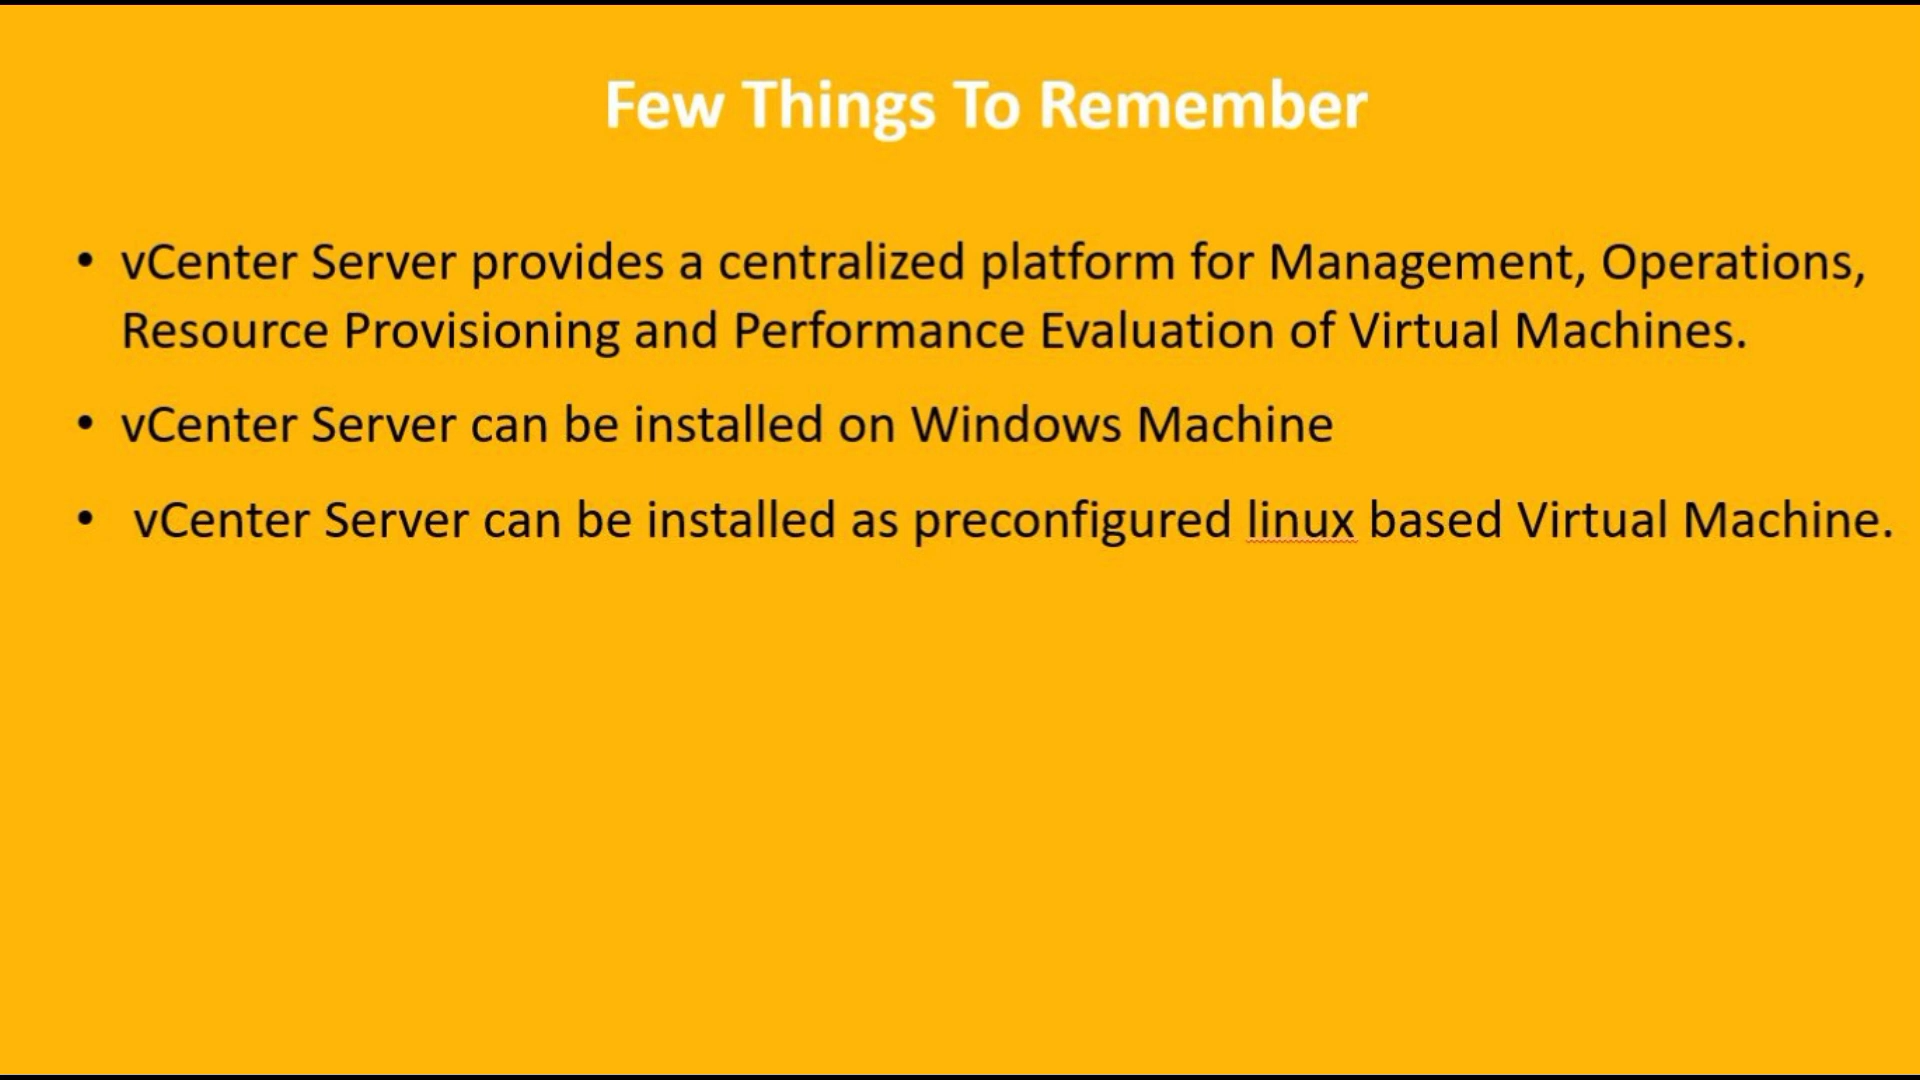 Few Things To Remember
• vCenter Server provides a centralized platform for Management, Operations,
Resource Provisioning and Performance Evaluation of Virtual Machines.
• vCenter Server can be installed on Windows Machine
• vCenter Server can be installed as preconfigured linux based Virtual Machine.